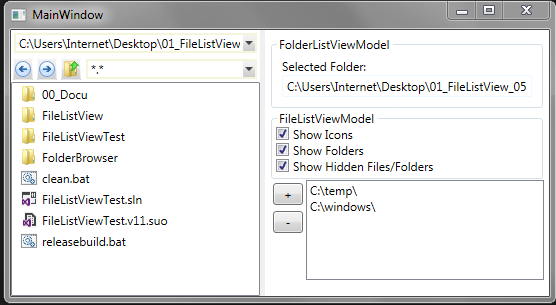 MainWindow
C:\Users\Internet\Desktop\01_FileListView
*.*
00_Docu
FileListView
FileListViewTest
FolderBrowser
clean.bat
FileListViewTest.sln
FileListViewTest.v11.suo
releasebuild.bat
FolderListViewModel
Selected Folder:
C:\Users\Internet\Desktop\01_FileListView_05
FileListViewModel
Show Icons
Show Folders
Show Hidden Files/Folders
+
-
C:\temp\
C:\windows\